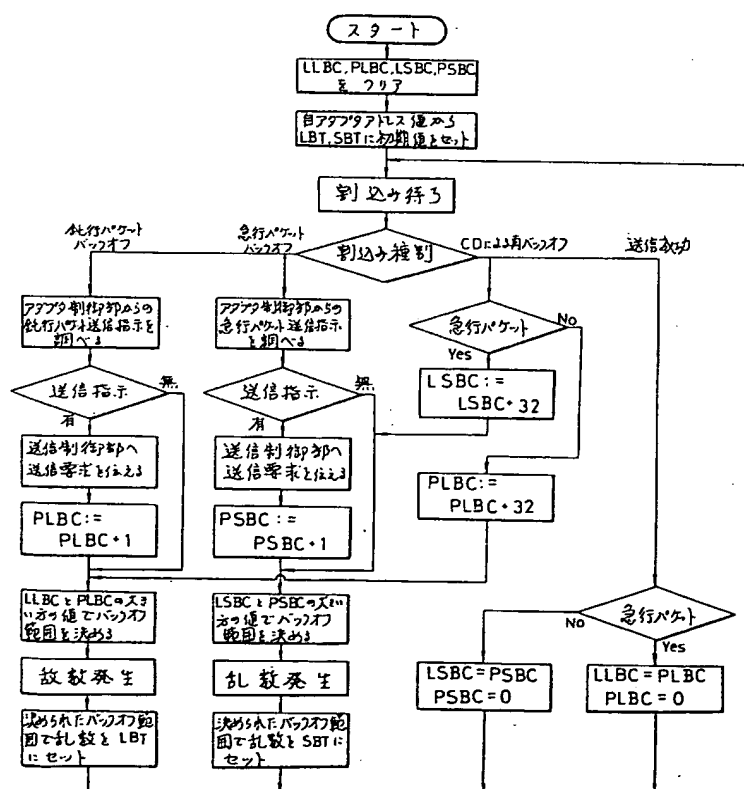 スタート
LLBC,PLBC,LSBC,PSBC
をクリア
自アダプタアドレス値から
LBT,SBTに初期値をセット
割込み待ち
割込み種別
鈍行パケット
バックオフ
急行パケット
バックオフ
CDによる再バックオフ
送信成功
アダプタ制御部からの
鈍行パケット送信指示を
調べる
アダプタ制御部からの
急行パケット送信指示
を調べる
急行パケット
No
Yes
送信指示
無
有
送信指示
無
有
LSBC:=
LSBC+32
送信制御部へ
送信要求を伝える
送信制御部へ
送信要求を伝える
PLBC:=
PLBC+32
PLBC:=
PLBC+1
PSBC:=
PSBC+1
LLBCとPLBCの大き
い方の値でバックオフ
範囲を決める
LSBCとPSBCの大きい
方の値でバックオフ
範囲を決める
急行パケット
No
Yes
乱数発生
乱数発生
LSBC=PSBC
PSBC=0
LLBC=PLBC
PLBC=0
決められたバックオフ範
囲で乱数をLBT
にセット
決められたバックオフ範
囲で乱数をSBTに
セット